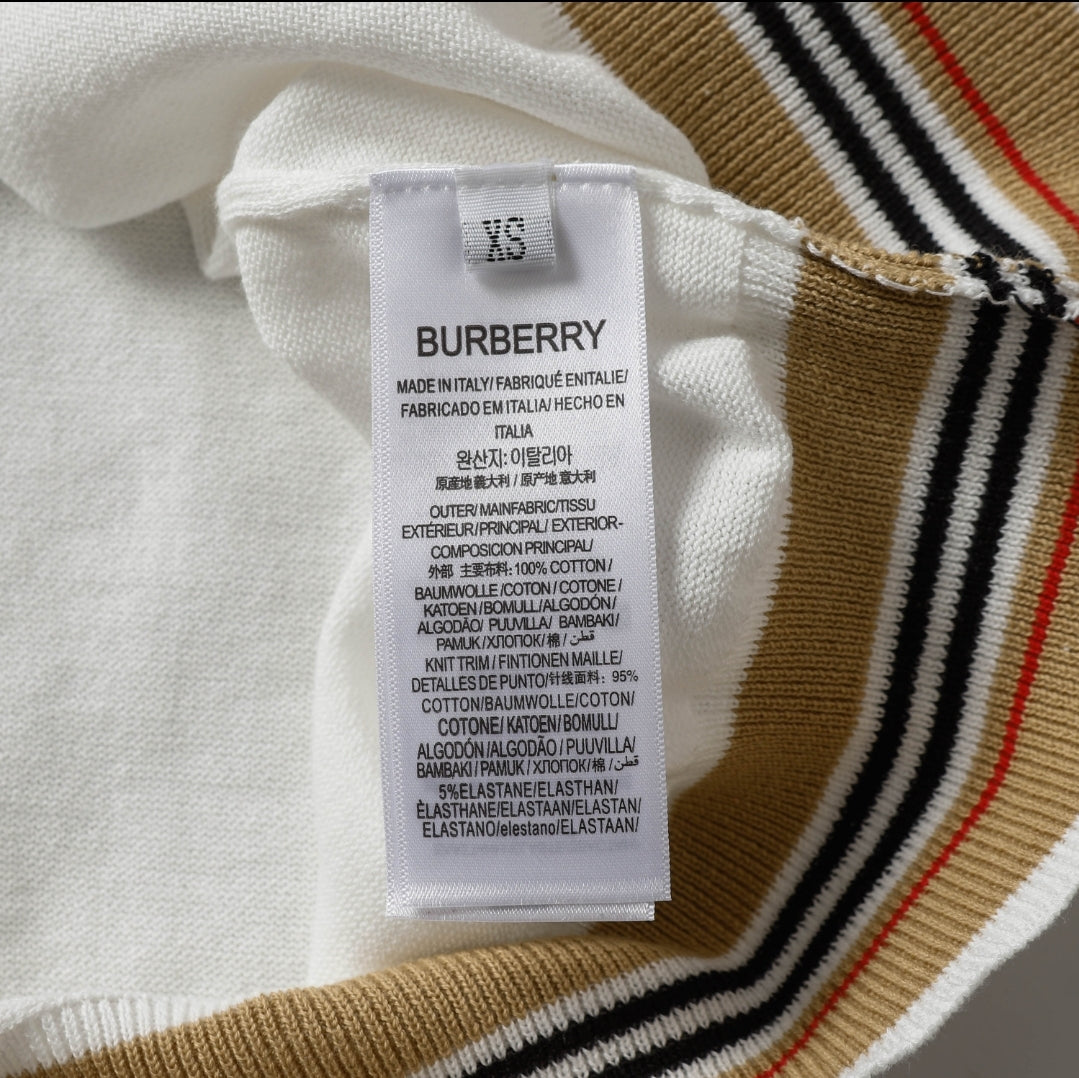 XS
BURBERRY
MADE IN ITALY/ FABRIQUÉ ENITALIE/
FABRICADO EM ITALIA/ HECHO EN
ITALIA
완산지: 이탈리아
原産地 義大利 / 原产地 意大利
OUTER/ MAINFABRIC/TISSU
EXTÉRIEUR/PRINCIPAL/ EXTERIOR-
COMPOSICION PRINCIPAL/
外部 主要布料: 100% COTTON /
BAUMWOLLE /COTON / COTONE /
KATOEN / BOMULL/ALGODÓN/
ALGODÃO/ PUUVILLA/ BAMBAKI/
PAMUK / ХЛОПОК/ 棉 / قطن
KNIT TRIM / FINTIONEN MAILLE/
DETALLES DE PUNTO/针线面料: 95%
COTTON/BAUMWOLLE/COTON/
COTONE/ KATOEN/ BOMULL/
ALGODÓN /ALGODÃO / PUUVILLA/
BAMBAKI / PAMUK / ХЛОПОК/ 棉 / قطن
5%ELASTANE/ELASTHAN/
ÈLASTHANE/ELASTAAN/ELASTAN/
ELASTANO/elestano/ELASTAAN/